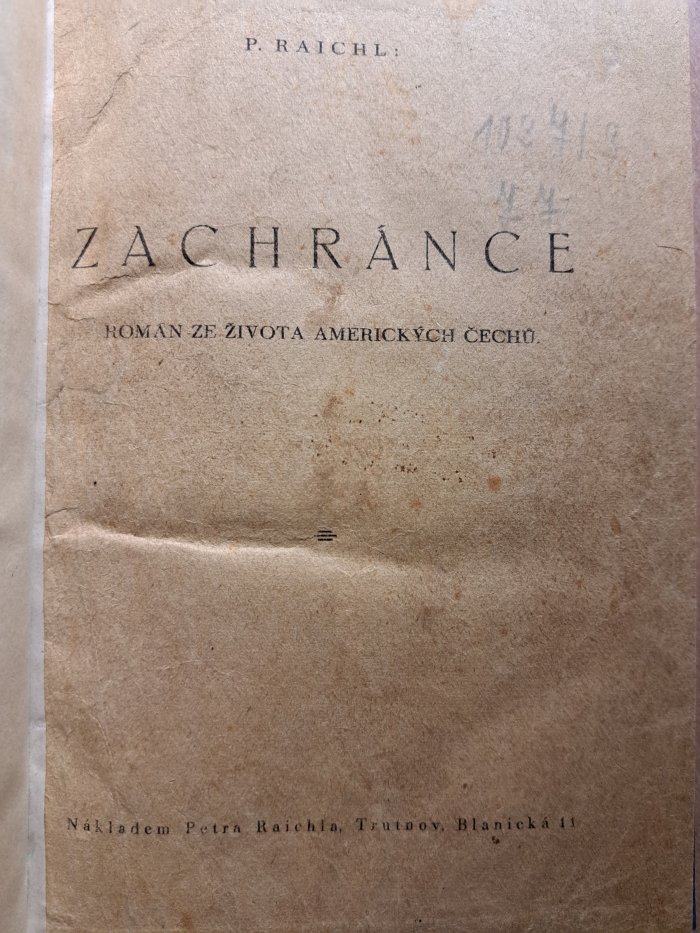 P. RAICHL:
ZACHRÁNCE
ROMÁN ZE ŽIVOTA AMERICKÝCH ČECHŮ.
Nákladem Petra Raichla, Trutnov, Blanická 11